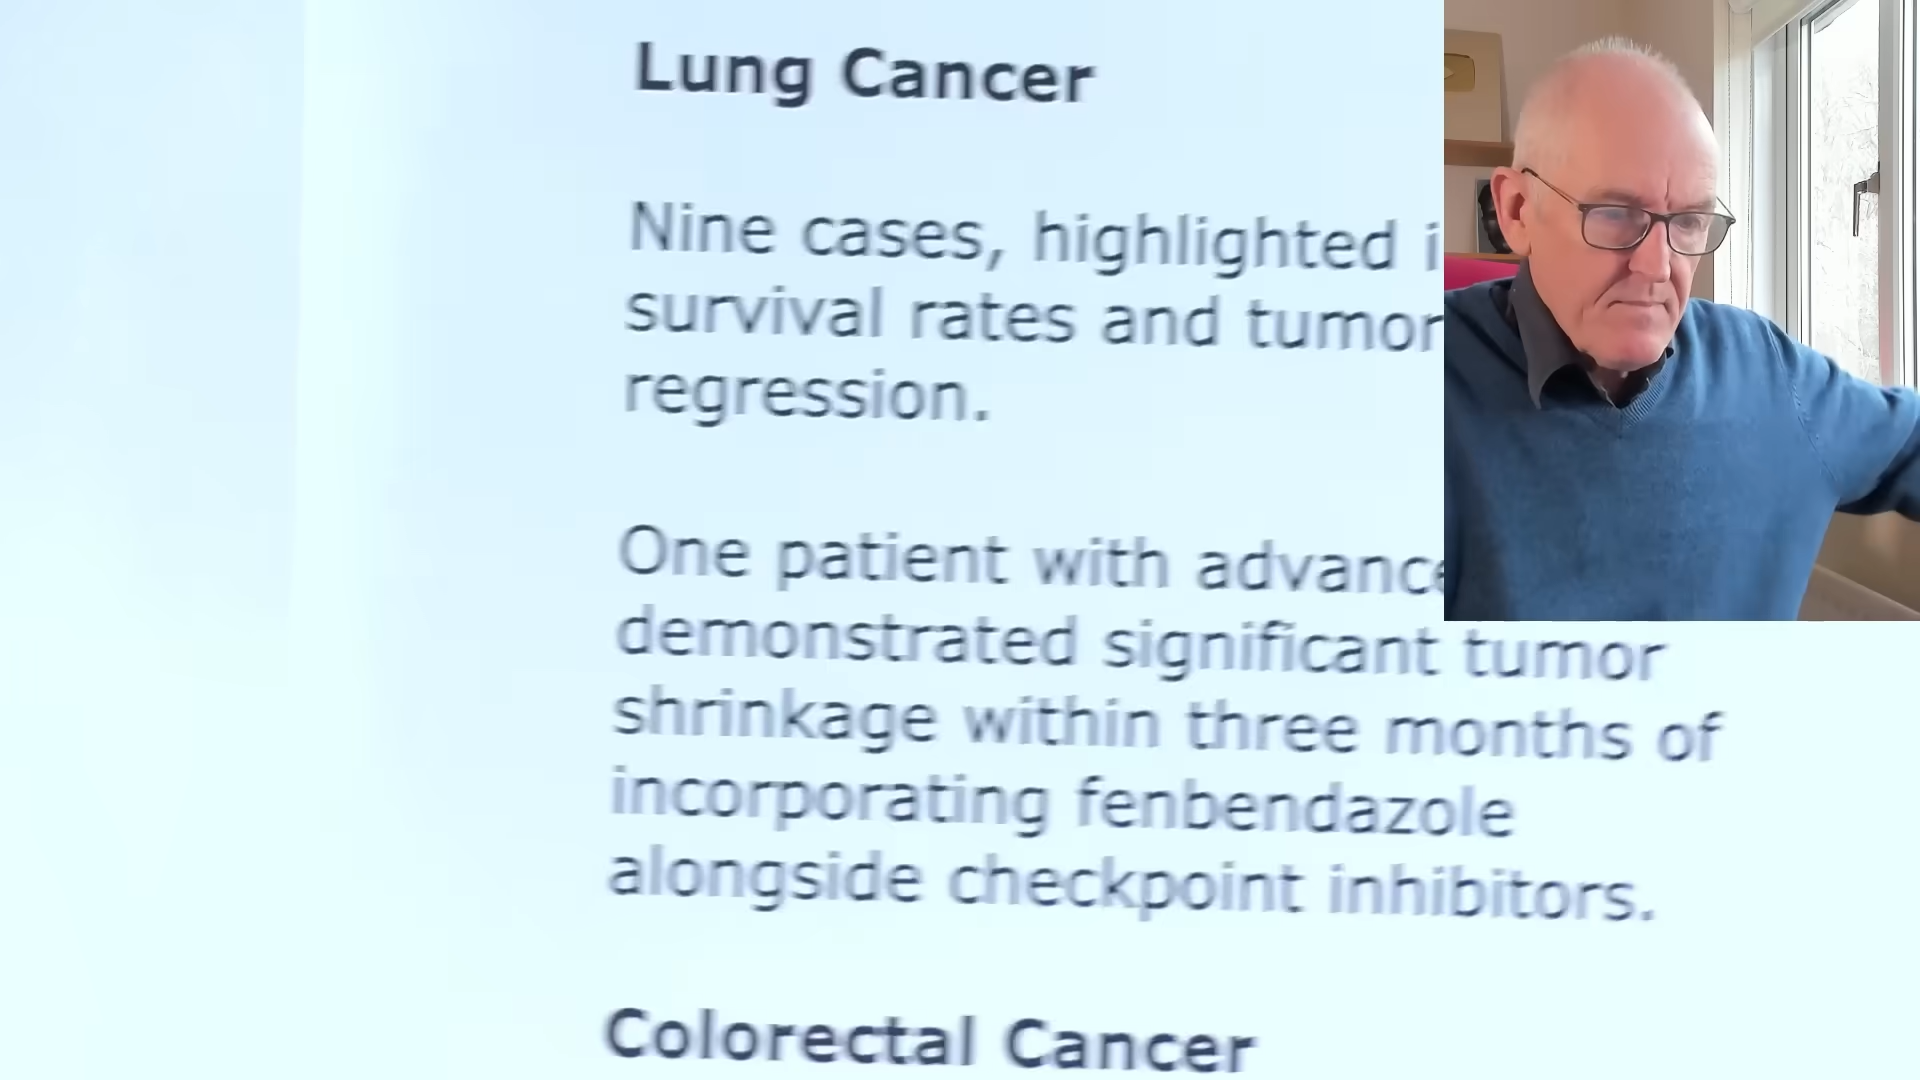 Lung Cancer
Nine cases, highlighted
survival rates and tumor
regression.
One patient with
demonstrated significant tumor
shrinkage within three months of
incorporating fenbendazole
alongside checkpoint inhibitors.
Colorectal Cancer